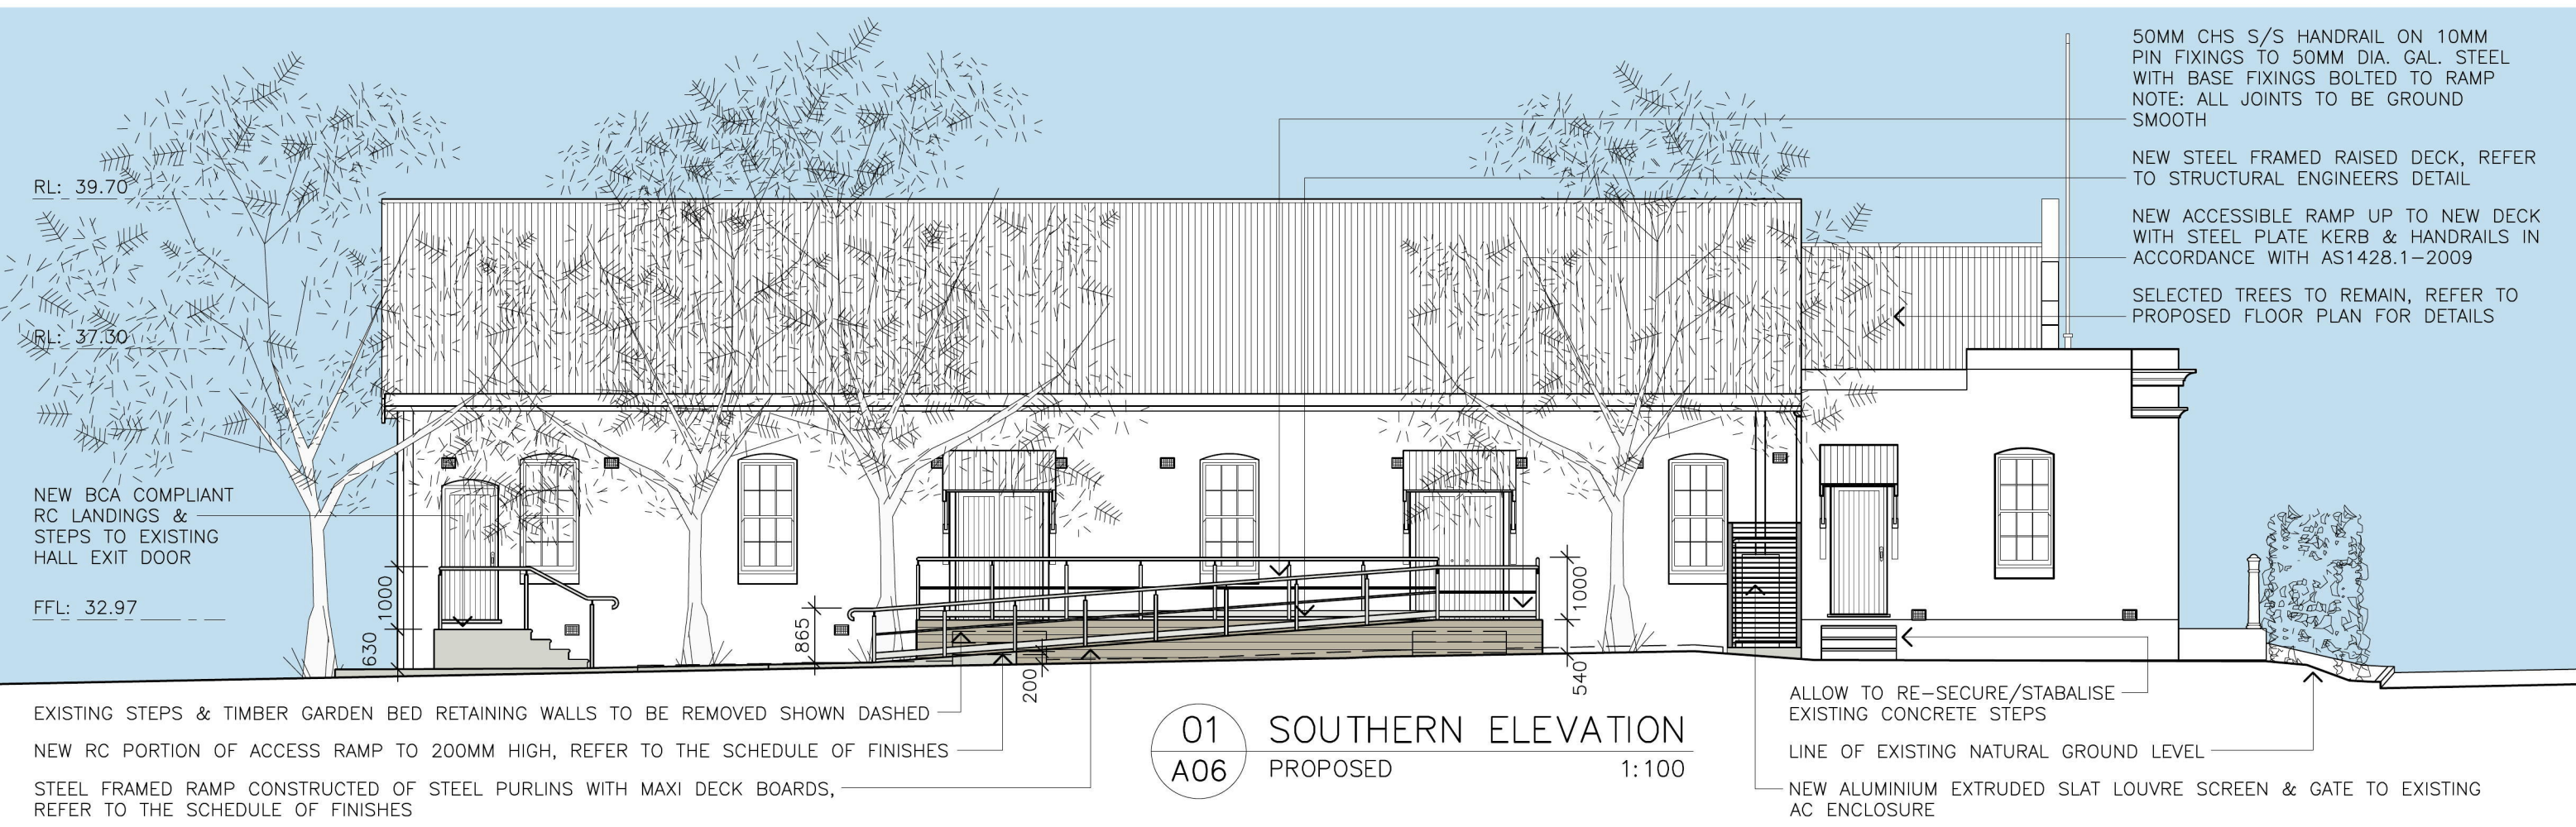 50MM CHS S/S HANDRAIL ON 10MM
PIN FIXINGS TO 50MM DIA. GAL. STEEL
WITH BASE FIXINGS BOLTED TO RAMP
NOTE: ALL JOINTS TO BE GROUND
SMOOTH
NEW STEEL FRAMED RAISED DECK, REFER
TO STRUCTURAL ENGINEERS DETAIL
NEW ACCESSIBLE RAMP UP TO NEW DECK
WITH STEEL PLATE KERB & HANDRAILS IN
ACCORDANCE WITH AS1428.1-2009
SELECTED TREES TO REMAIN, REFER TO
PROPOSED FLOOR PLAN FOR DETAILS
RL: 39.70
RL: 37.30
NEW BCA COMPLIANT
RC LANDINGS &
STEPS TO EXISTING
HALL EXIT DOOR
FFL: 32.97
1000
630
865
200
1000
540
EXISTING STEPS & TIMBER GARDEN BED RETAINING WALLS TO BE REMOVED SHOWN DASHED
NEW RC PORTION OF ACCESS RAMP TO 200MM HIGH, REFER TO THE SCHEDULE OF FINISHES
STEEL FRAMED RAMP CONSTRUCTED OF STEEL PURLINS WITH MAXI DECK BOARDS,
REFER TO THE SCHEDULE OF FINISHES
01
A06
SOUTHERN ELEVATION
PROPOSED 1:100
ALLOW TO RE-SECURE/STABALISE
EXISTING CONCRETE STEPS
LINE OF EXISTING NATURAL GROUND LEVEL
NEW ALUMINIUM EXTRUDED SLAT LOUVRE SCREEN & GATE TO EXISTING
AC ENCLOSURE